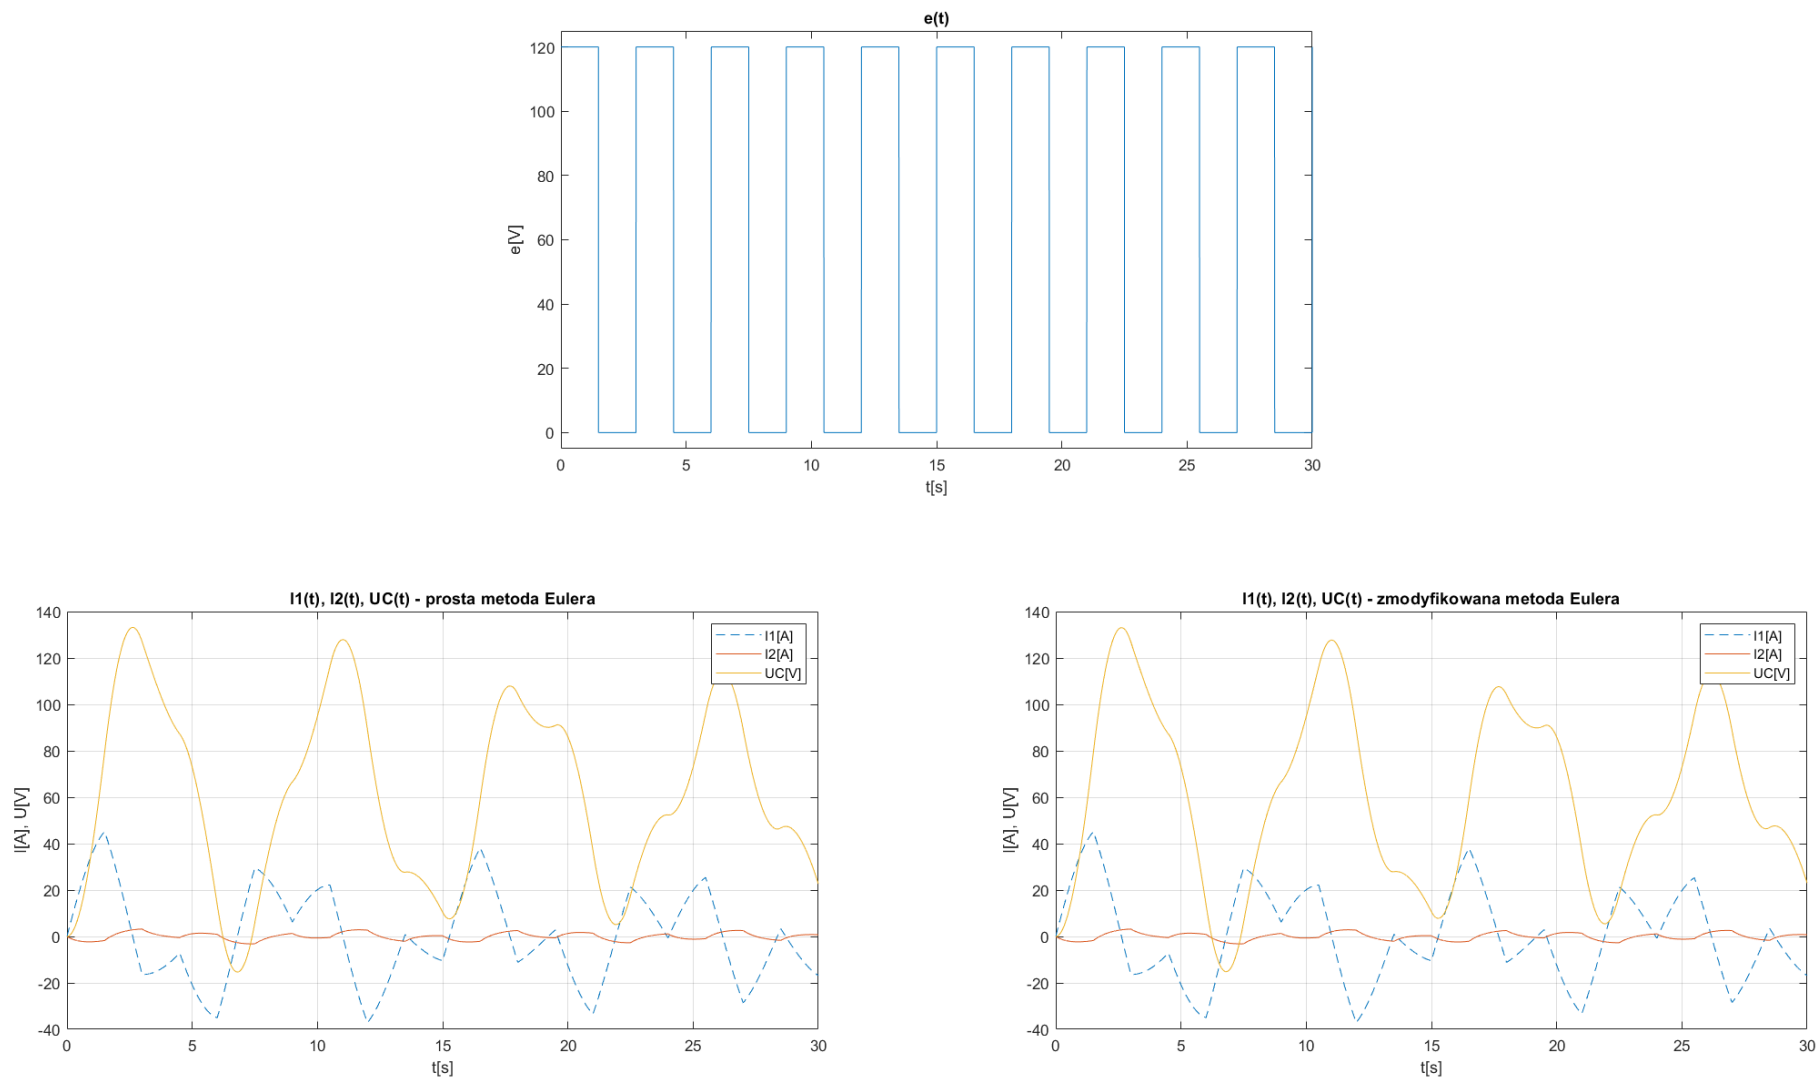 e(t)
120
100
80
60
40
20
0
e[V]
0 5 10 15 20 25 30
t[s]
I1(t), I2(t), UC(t) - prosta metoda Eulera
140
120
100
80
60
40
20
0
-20
-40
I[A], U[V]
I1[A]
I2[A]
UC[V]
0 5 10 15 20 25 30
t[s]
I1(t), I2(t), UC(t) - zmodyfikowana metoda Eulera
140
120
100
80
60
40
20
0
-20
-40
I[A], U[V]
I1[A]
I2[A]
UC[V]
0 5 10 15 20 25 30
t[s]